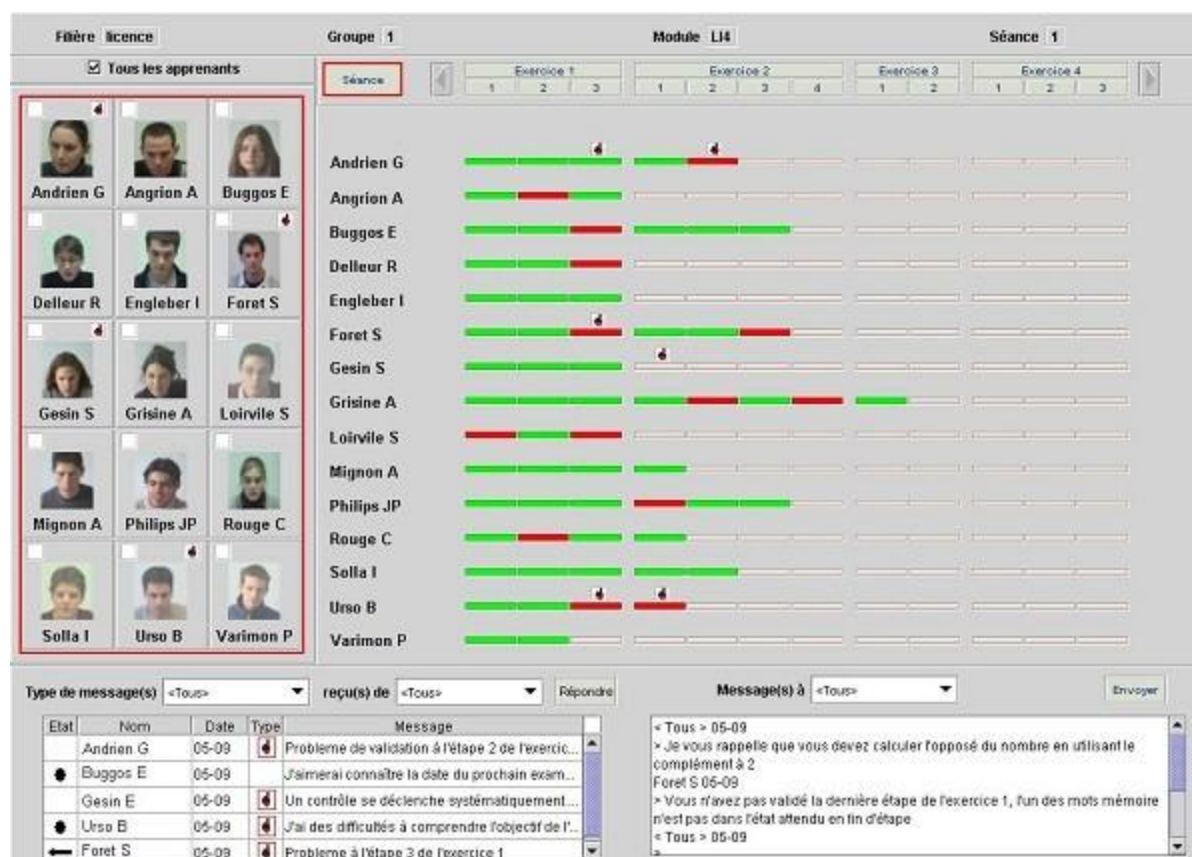 Filière licence Groupe 1 Module LI4 Séance 1
Tous les apprenants
Séance Exercice 1 Exercice 2 Exercice 3 Exercice 4
1 2 3 1 2 3 4 1 2 1 2 3
Andrien G Angrion A Buggos E
Delleur R Engleber I Foret S
Gesin S Grisine A Loirvile S
Mignon A Philips JP Rouge C
Solla I Urso B Varimon P
Andrien G
Angrion A
Buggos E
Delleur R
Engleber I
Foret S
Gesin S
Grisine A
Loirvile S
Mignon A
Philips JP
Rouge C
Solla I
Urso B
Varimon P
Type de message(s) <Tous> reçu(s) de <Tous> Répondre
Etat Nom Date Type Message
Andrien G 05-09 Probleme de validation à l'étape 2 de l'exercic...
Buggos E 05-09 J'aimerai connaître la date du prochain exam...
Gesin E 05-09 Un contrôle se déclenche systématiquement...
Urso B 05-09 J'ai des difficultés à comprendre l'objectif de l'...
Foret S 05-09 Probleme à l'étape 3 de l'exercice 1
Message(s) à <Tous> Envoyer
< Tous > 05-09
> Je vous rappelle que vous devez calculer l'opposé du nombre en utilisant le
complément à 2
Foret S 05-09
> Vous n'avez pas validé la dernière étape de l'exercice 1, l'un des mots mémoire
n'est pas dans l'état attendu en fin d'étape
< Tous > 05-09
>